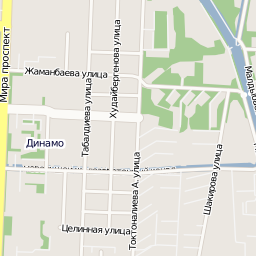 Мира проспект
Жаманбаева улица
Худайбергенова улица
Табалдиева улица
Динамо
Токтоналиева А. улица
Шакирова улица
Целинная улица